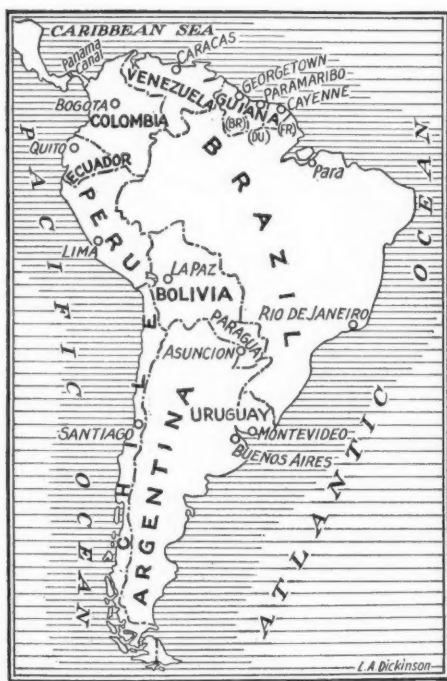 CARIBBEAN SEA
Panama
Canal
CARACAS
VENEZUELA
GEORGETOWN
PARAMARIBO
CAYENNE
GUIANA
(BR)
(DU)
(FR)
BOGOTA
COLOMBIA
QUITO
ECUADOR
Para
BRAZIL
PERU
LIMA
LA PAZ
BOLIVIA
RIO DE JANEIRO
PARAGUAY
ASUNCION
CHILE
ARGENTINA
URUGUAY
SANTIAGO
MONTEVIDEO
BUENOS AIRES
PACIFIC OCEAN
ATLANTIC
OCEAN
L.A Dickinson